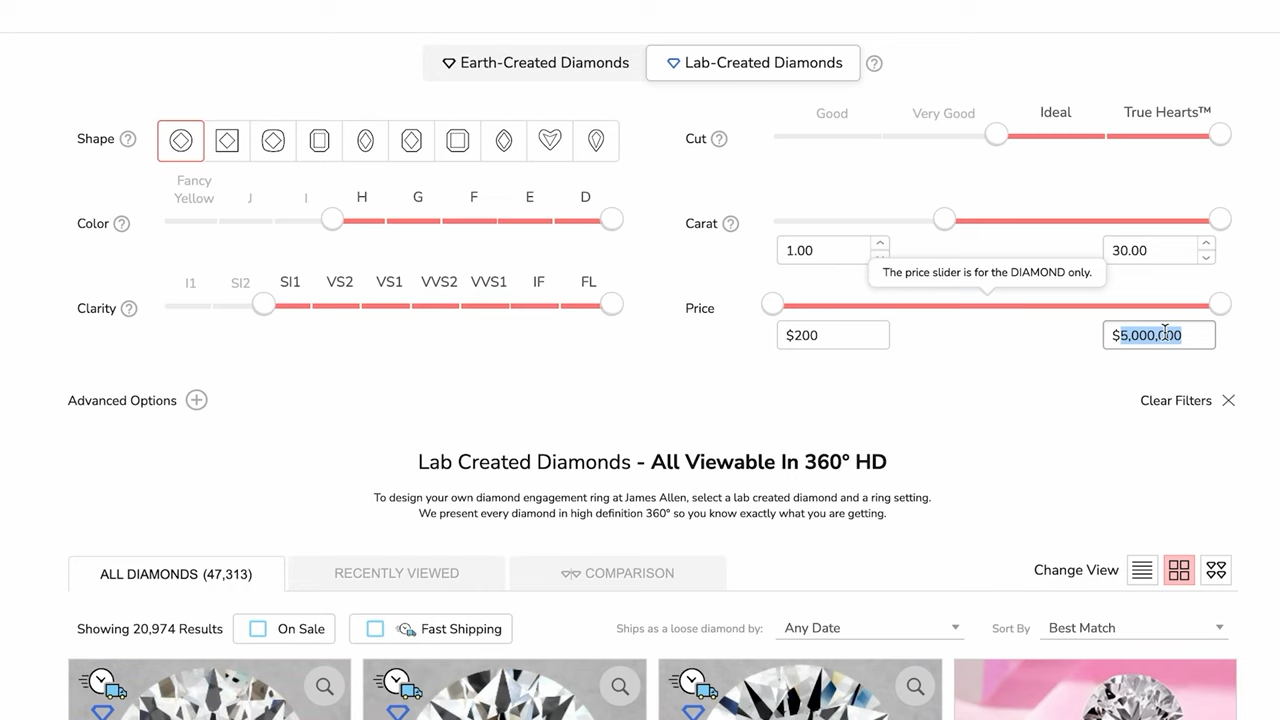 Earth-Created Diamonds
Lab-Created Diamonds ?
Shape ?
Cut ?
Good
Very Good
Ideal
True Hearts™
Color ?
Fancy
Yellow
J
I
H
G
F
E
D
Carat ?
1.00
30.00
The price slider is for the DIAMOND only.
Clarity ?
I1
SI2
SI1
VS2
VS1
VVS2
VVS1
IF
FL
Price
$200
$5,000,000
Advanced Options
Clear Filters
Lab Created Diamonds - All Viewable In 360° HD
To design your own diamond engagement ring at James Allen, select a lab created diamond and a ring setting.
We present every diamond in high definition 360° so you know exactly what you are getting.
ALL DIAMONDS (47,313)
RECENTLY VIEWED
COMPARISON
Change View
Showing 20,974 Results
On Sale
Fast Shipping
Ships as a loose diamond by:
Any Date
Sort By
Best Match